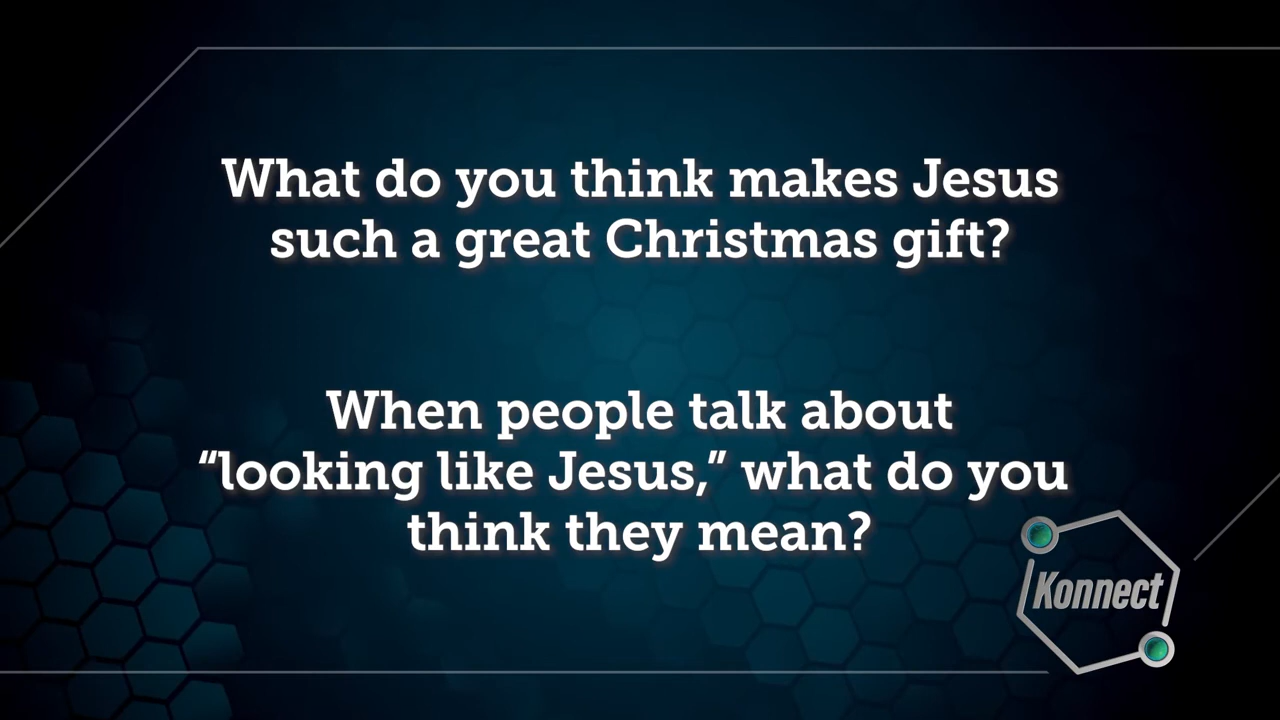 What do you think makes Jesus
such a great Christmas gift?
When people talk about
“looking like Jesus,” what do you
think they mean?
Konnect